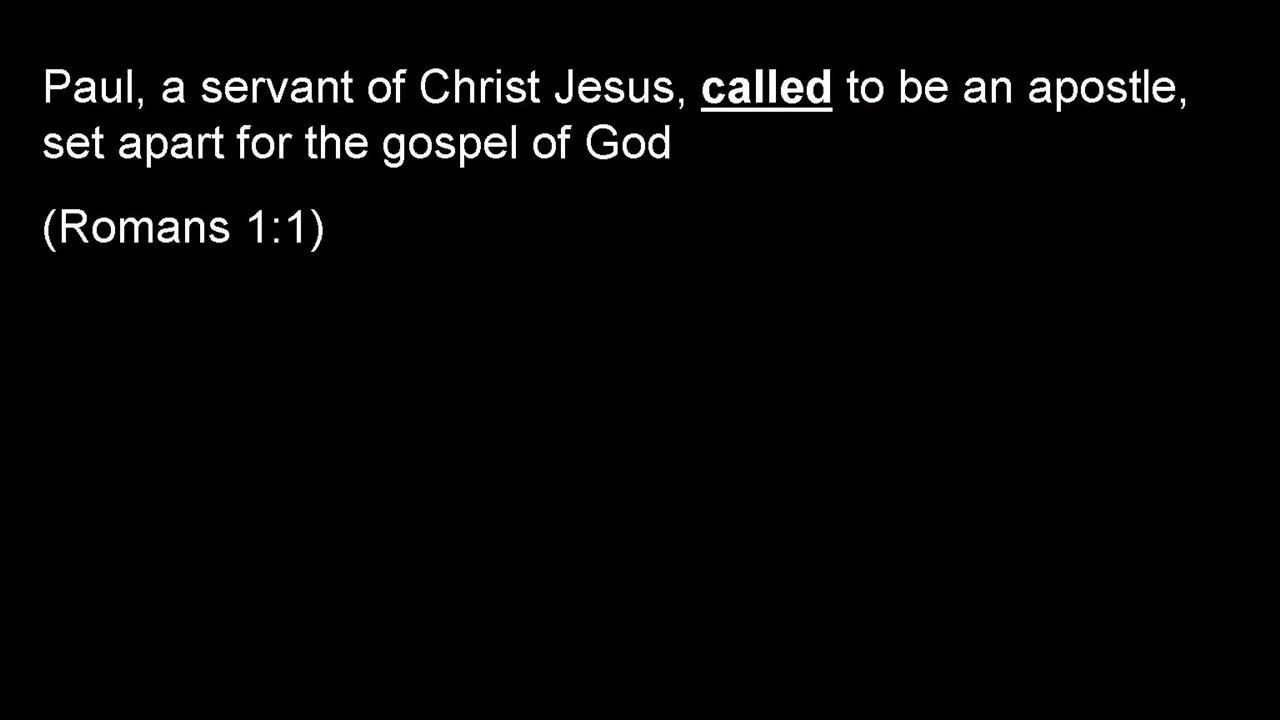 Paul, a servant of Christ Jesus, called to be an apostle,
set apart for the gospel of God
(Romans 1:1)